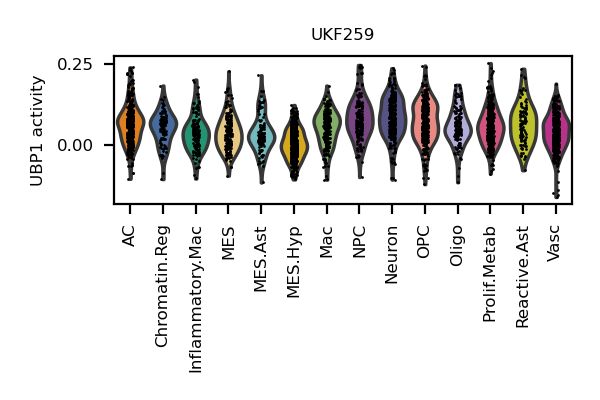 UKF259
UBP1 activity
0.25
0.00
AC
Chromatin.Reg
Inflammatory.Mac
MES
MES.Ast
MES.Hyp
Mac
NPC
Neuron
OPC
Oligo
Prolif.Metab
Reactive.Ast
Vasc